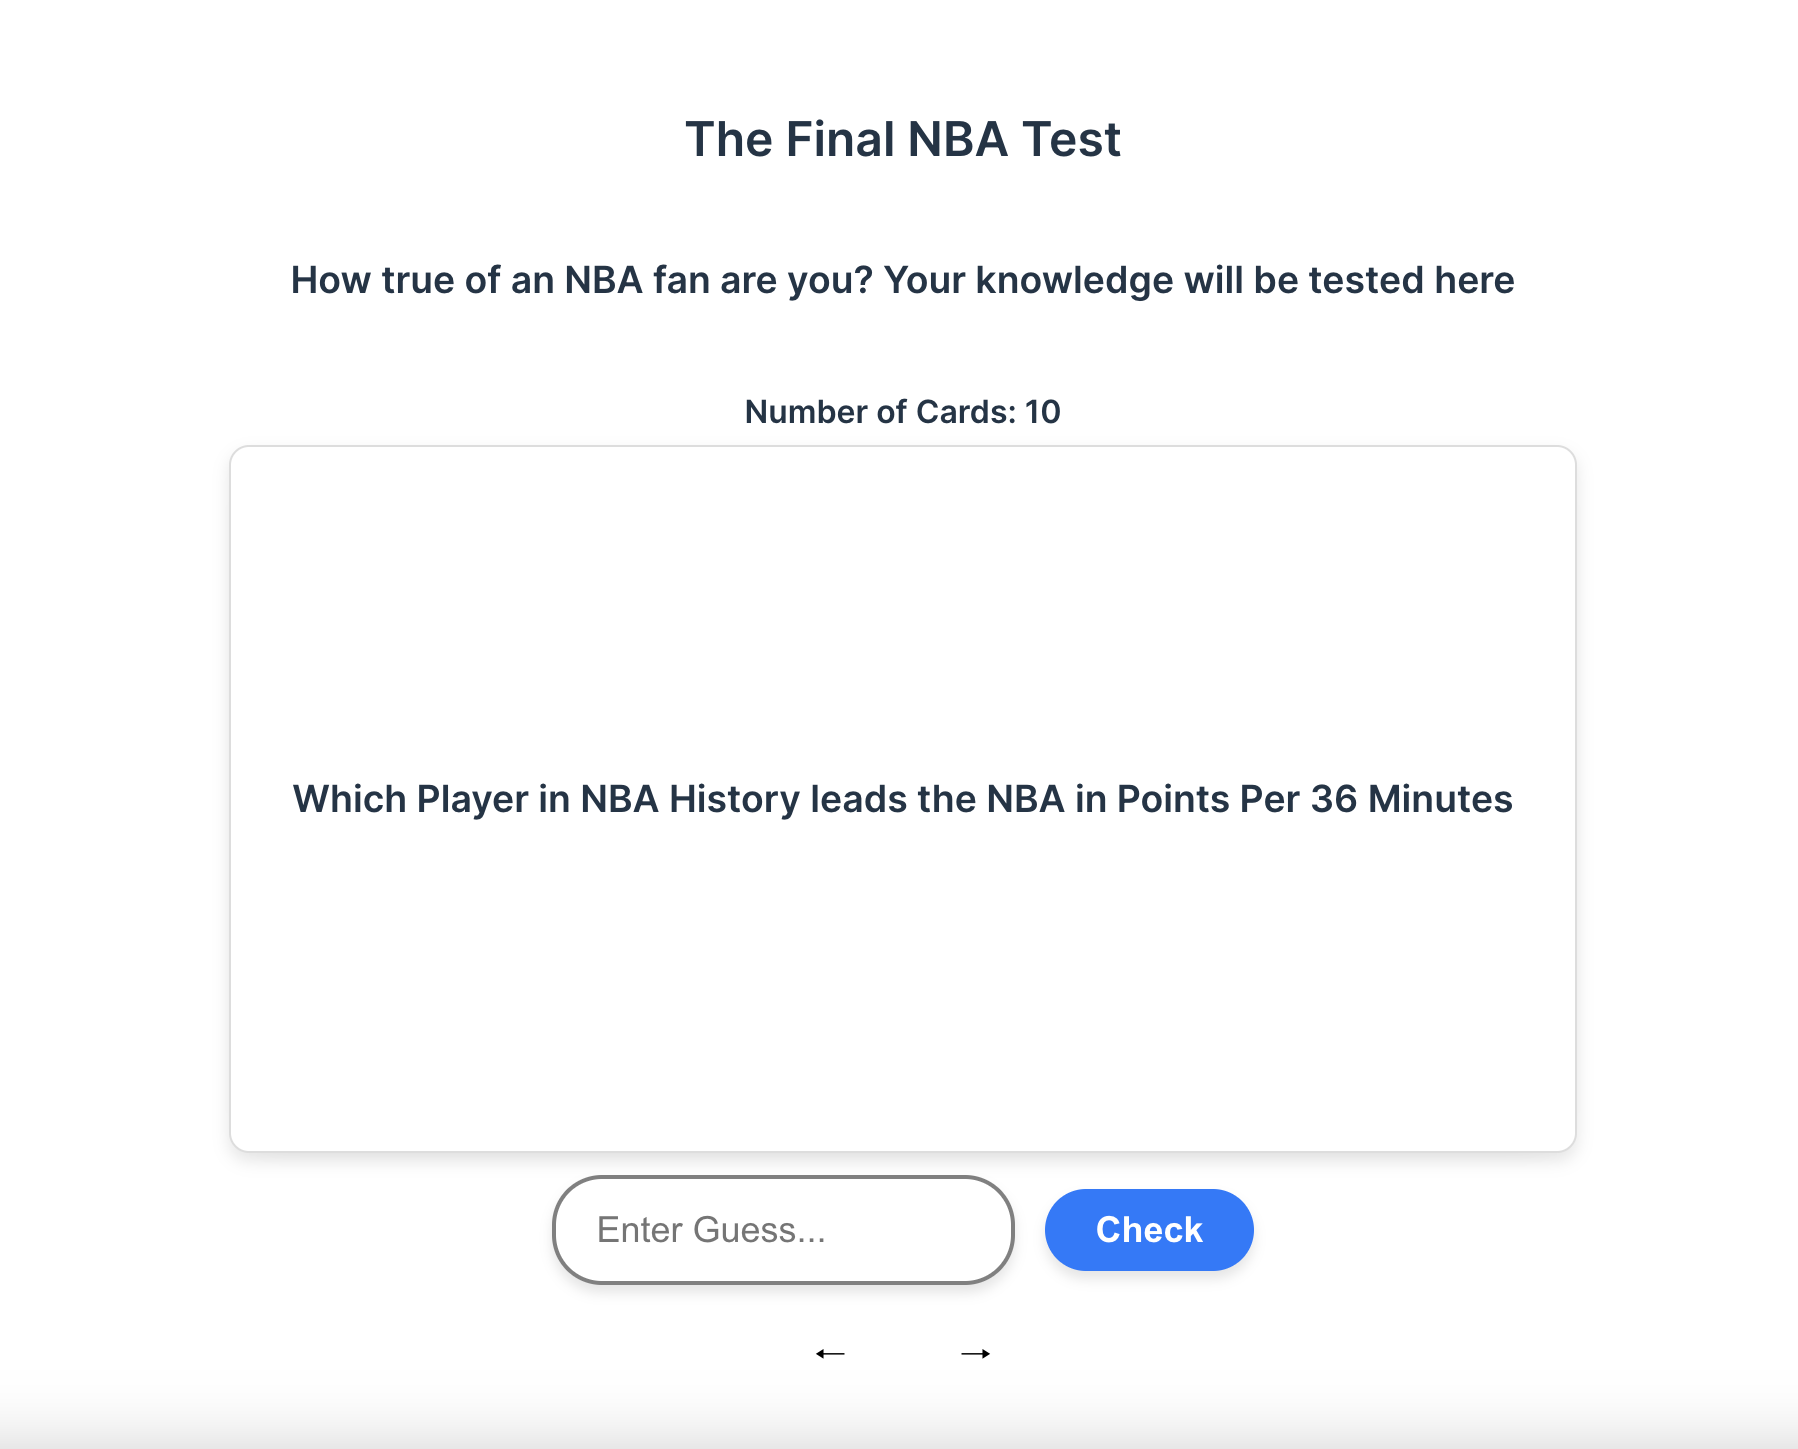 The Final NBA Test
How true of an NBA fan are you? Your knowledge will be tested here
Number of Cards: 10
Which Player in NBA History leads the NBA in Points Per 36 Minutes
Enter Guess...
Check
← →